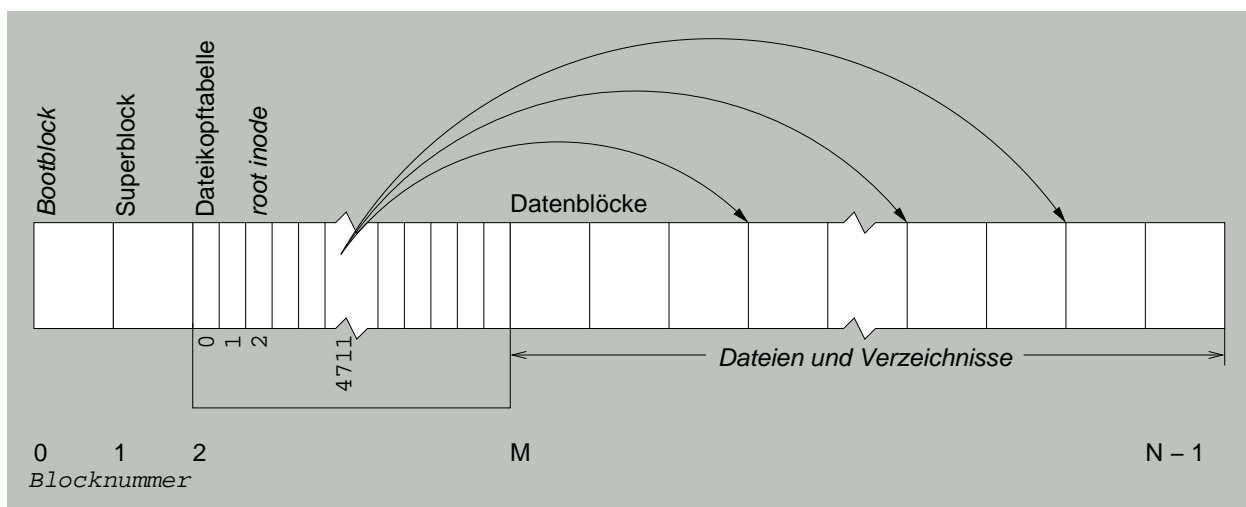 Bootblock
Superblock
Dateikopftabelle
root inode
Datenblöcke
0
1
2
4711
Dateien und Verzeichnisse
0 1 2 M N – 1
Blocknummer